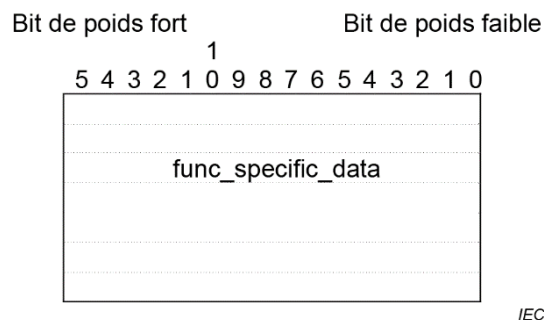 Bit de poids fort Bit de poids faible
1
5 4 3 2 1 0 9 8 7 6 5 4 3 2 1 0
func_specific_data
IEC